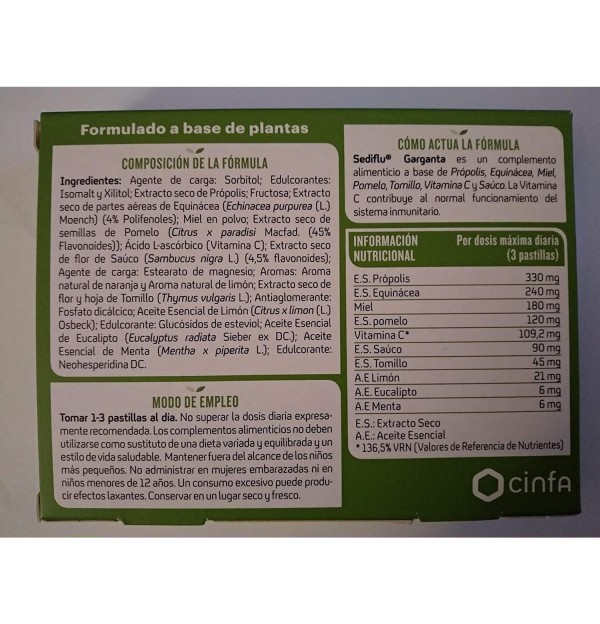 Formulado a base de plantas
COMPOSICIÓN DE LA FÓRMULA
Ingredientes: Agente de carga: Sorbitol; Edulcorantes:
Isomalt y Xilitol; Extracto seco de Própolis; Fructosa; Extracto
seco de partes aéreas de Equinácea (Echinacea purpurea (L.)
Moench) (4% Polifenoles); Miel en polvo; Extracto seco de
semillas de Pomelo (Citrus x paradisi Macfad. (45%
Flavonoides)); Ácido L-ascórbico (Vitamina C); Extracto seco
de flor de Saúco (Sambucus nigra L.) (4,5% flavonoides);
Agente de carga: Estearato de magnesio; Aromas: Aroma
natural de naranja y Aroma natural de limón; Extracto seco de
flor y hoja de Tomillo (Thymus vulgaris L.); Antiaglomerante:
Fosfato dicálcico; Aceite Esencial de Limón (Citrus x limon (L.)
Osbeck); Edulcorante: Glucósidos de esteviol; Aceite Esencial
de Eucalipto (Eucalyptus radiata Sieber ex DC.); Aceite
Esencial de Menta (Mentha x piperita L.); Edulcorante:
Neohesperidina DC.
MODO DE EMPLEO
Tomar 1-3 pastillas al día. No superar la dosis diaria expresa-
mente recomendada. Los complementos alimenticios no deben
utilizarse como sustituto de una dieta variada y equilibrada y un
estilo de vida saludable. Mantener fuera del alcance de los niños
más pequeños. No administrar en mujeres embarazadas ni en
niños menores de 12 años. Un consumo excesivo puede produ-
cir efectos laxantes. Conservar en un lugar seco y fresco.
CÓMO ACTUA LA FÓRMULA
Sediflu® Garganta es un complemento
alimenticio a base de Própolis, Equinácea, Miel,
Pomelo, Tomillo, Vitamina C y Saúco. La Vitamina
C contribuye al normal funcionamiento del
sistema inmunitario.
INFORMACIÓN NUTRICIONAL Por dosis máxima diaria (3 pastillas)
E.S. Própolis 330 mg
E.S. Equinácea 240 mg
Miel 180 mg
E.S. pomelo 120 mg
Vitamina C* 109,2 mg
E.S. Saúco 90 mg
E.S. Tomillo 45 mg
A.E Limón 21 mg
A.E. Eucalipto 6 mg
A.E Menta 6 mg
E.S.: Extracto Seco
A.E.: Aceite Esencial
* 136,5% VRN (Valores de Referencia de Nutrientes)
cinfa